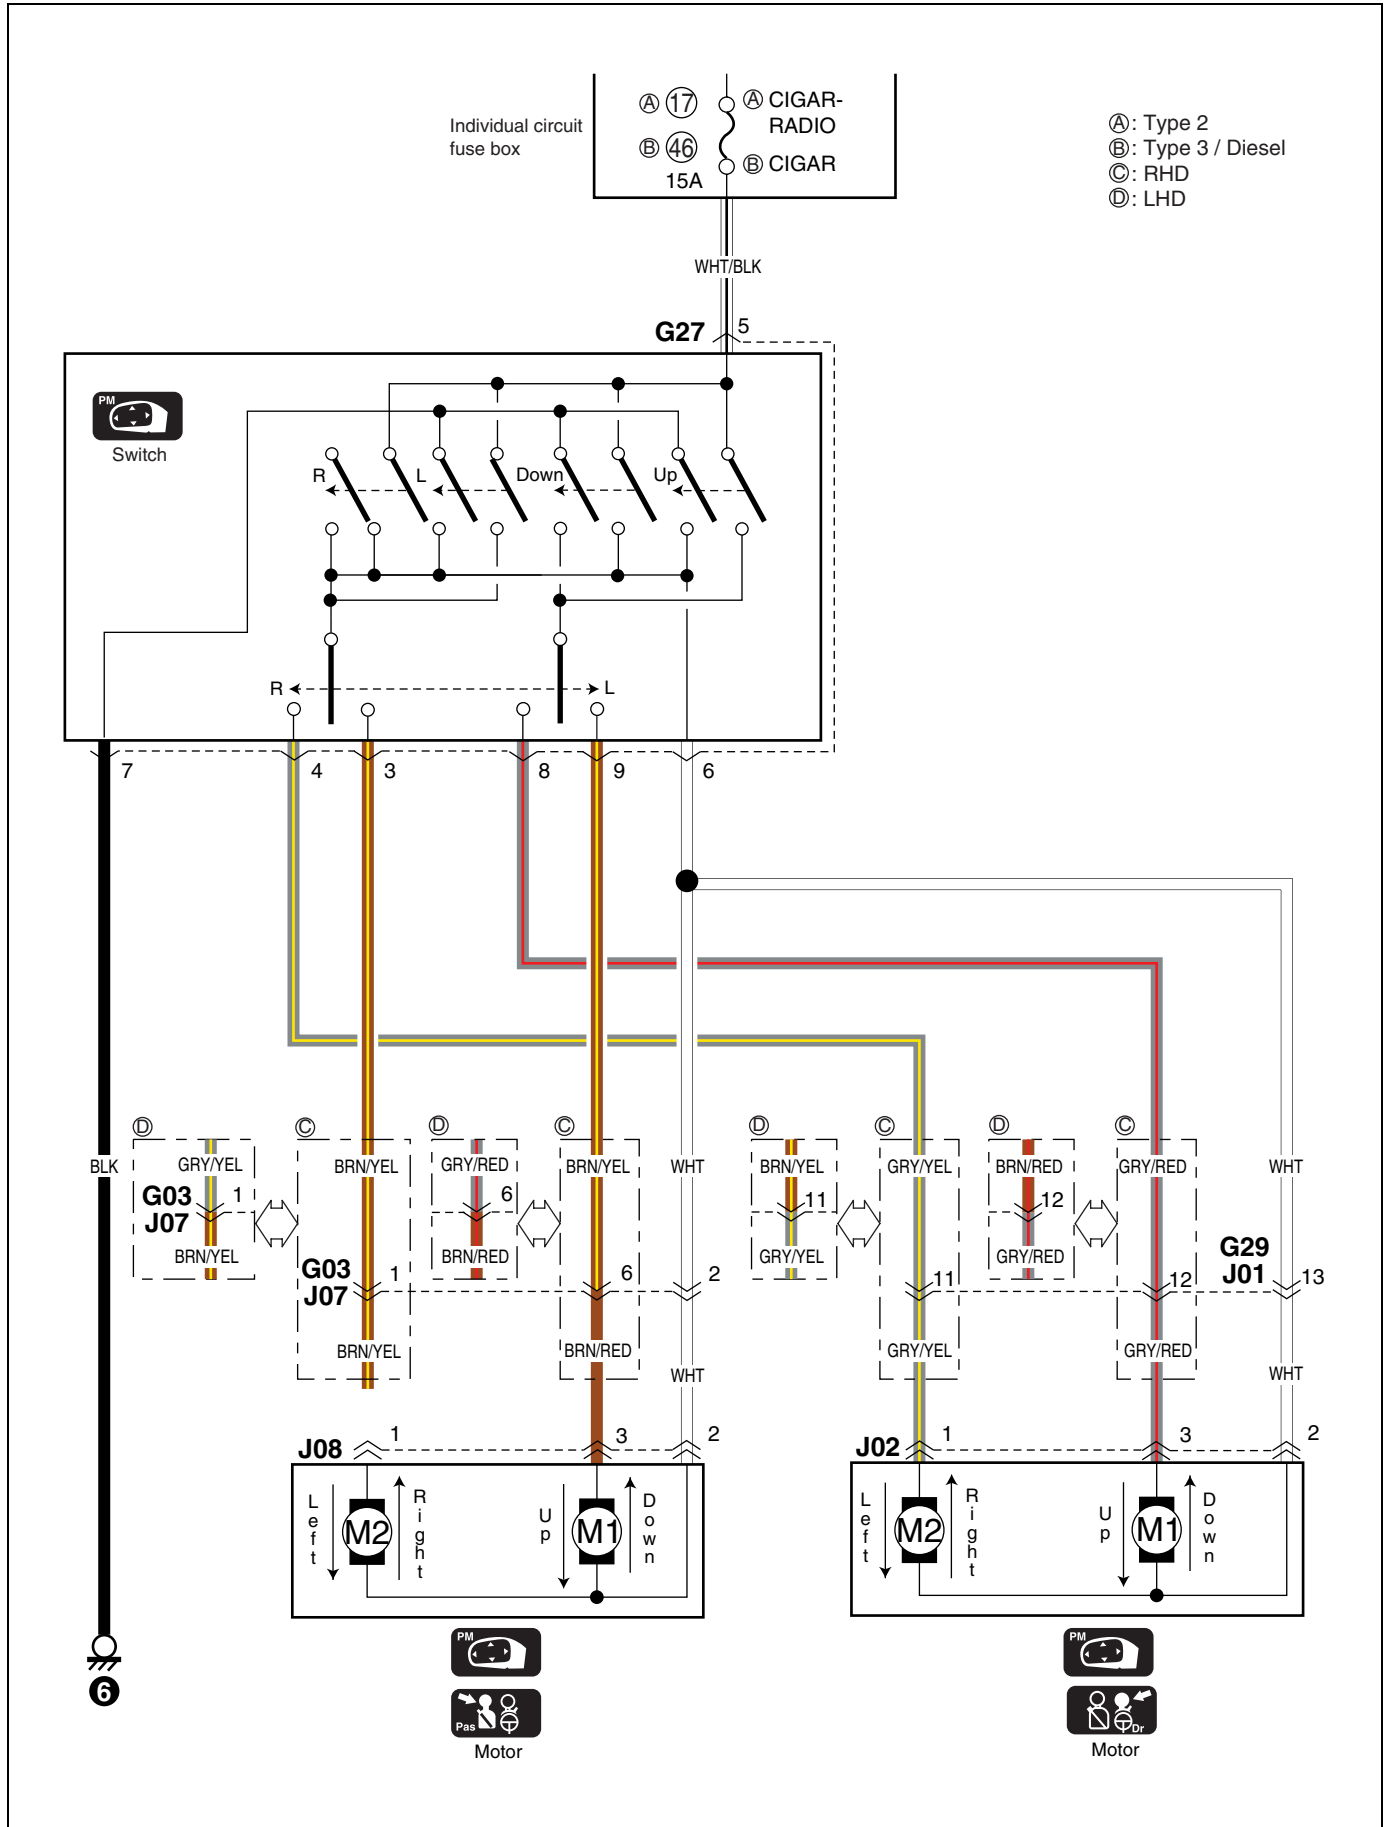 Individual circuit
fuse box
Ⓐ 17
Ⓑ 46
15A
Ⓐ CIGAR-
RADIO
Ⓑ CIGAR
Ⓐ: Type 2
Ⓑ: Type 3 / Diesel
Ⓒ: RHD
Ⓓ: LHD
WHT/BLK
G27 5
PM
Switch
R L Down Up
R L
7 4 3 8 9 6
Ⓓ Ⓒ Ⓓ Ⓒ Ⓓ Ⓒ Ⓓ Ⓒ
BLK GRY/YEL BRN/YEL GRY/RED BRN/YEL WHT BRN/YEL GRY/YEL BRN/RED GRY/RED WHT
G03 1 6 11 12
J07
BRN/YEL BRN/RED GRY/YEL GRY/RED
G03 1 6 2 11 12 G29 13
J07 J01
BRN/YEL BRN/RED WHT GRY/YEL GRY/RED WHT
J08 1 3 2 J02 1 3 2
Left M2 Right Up M1 Down
Left M2 Right Up M1 Down
6
PM
Pas
Motor
PM
Dr
Motor